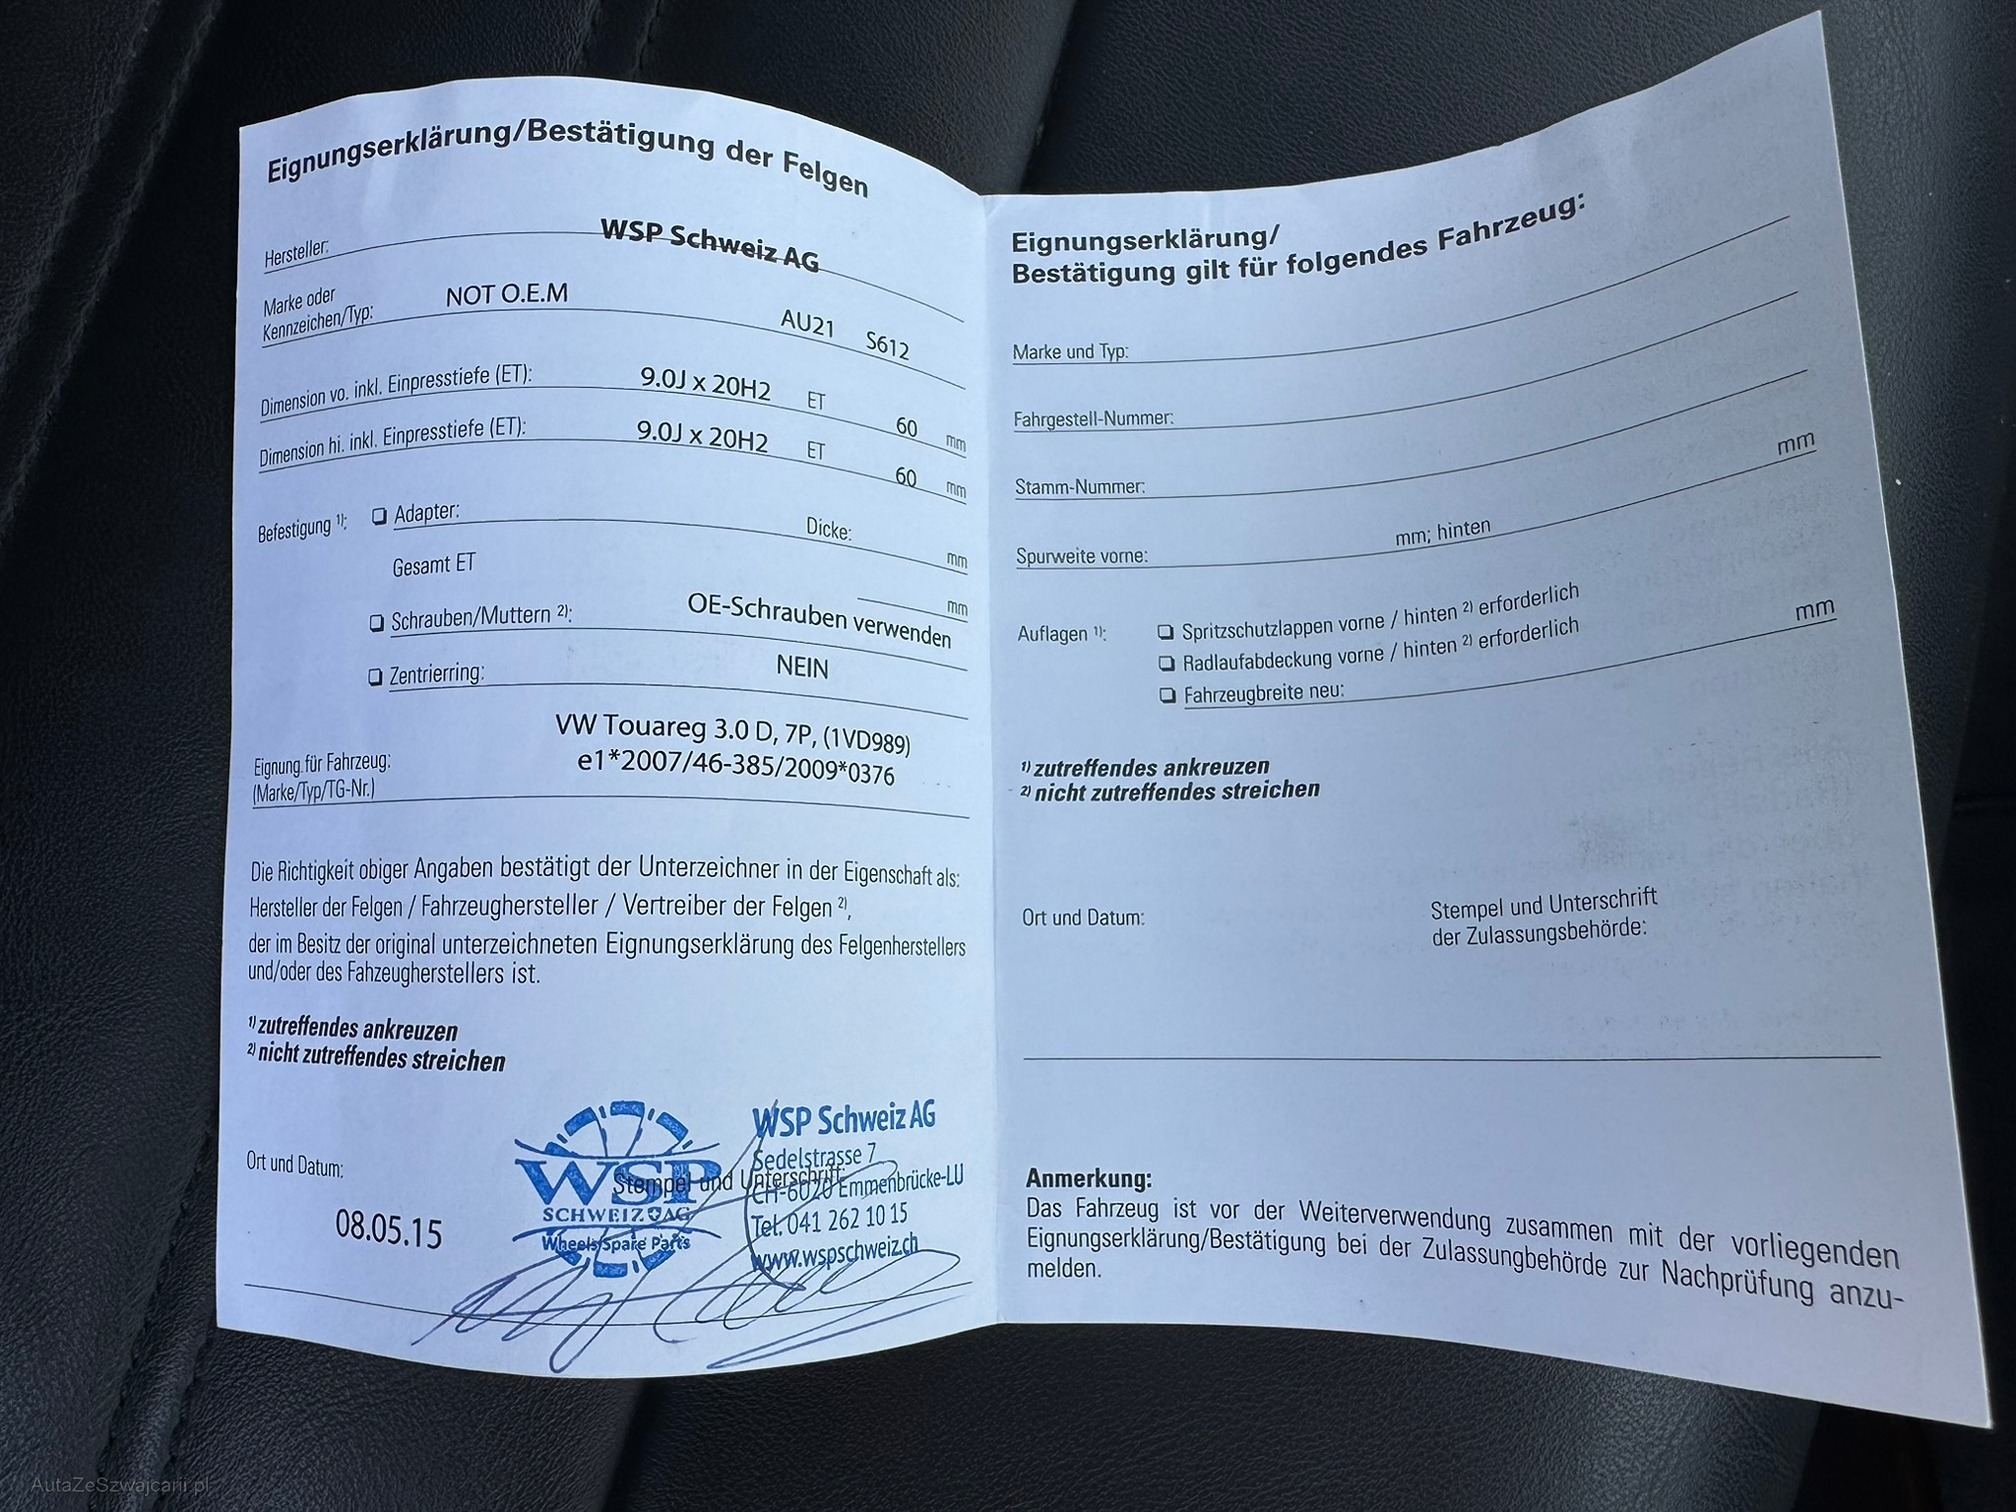 Eignungserklärung/Bestätigung der Felgen
Hersteller: WSP Schweiz AG
Marke oder
Kennzeichen/Typ: NOT O.E.M AU21 S612
Dimension vo. inkl. Einpresstiefe (ET): 9.0J x 20H2 ET 60 mm
Dimension hi. inkl. Einpresstiefe (ET): 9.0J x 20H2 ET 60 mm
Befestigung 1): ❏ Adapter: Dicke: mm
Gesamt ET mm
❏ Schrauben/Muttern 2): OE-Schrauben verwenden
❏ Zentrierring: NEIN
VW Touareg 3.0 D, 7P, (1VD989)
Eignung für Fahrzeug: e1*2007/46-385/2009*0376
(Marke/Typ/TG-Nr.)
Die Richtigkeit obiger Angaben bestätigt der Unterzeichner in der Eigenschaft als:
Hersteller der Felgen / Fahrzeughersteller / Vertreiber der Felgen 2),
der im Besitz der original unterzeichneten Eignungserklärung des Felgenherstellers
und/oder des Fahzeugherstellers ist.
1) zutreffendes ankreuzen
2) nicht zutreffendes streichen
Ort und Datum:
08.05.15
Stempel und Unterschrift:
WSP
SCHWEIZ AG
Wheels Spare Parts
WSP Schweiz AG
Sedelstrasse 7
CH-6020 Emmenbrücke-LU
Tel. 041 262 10 15
www.wspschweiz.ch
Eignungserklärung/
Bestätigung gilt für folgendes Fahrzeug:
Marke und Typ:
Fahrgestell-Nummer:
Stamm-Nummer:
Spurweite vorne: mm; hinten mm
Auflagen 1): ❏ Spritzschutzlappen vorne / hinten 2) erforderlich
❏ Radlaufabdeckung vorne / hinten 2) erforderlich
❏ Fahrzeugbreite neu: mm
1) zutreffendes ankreuzen
2) nicht zutreffendes streichen
Ort und Datum:
Stempel und Unterschrift
der Zulassungsbehörde:
Anmerkung:
Das Fahrzeug ist vor der Weiterverwendung zusammen mit der vorliegenden
Eignungserklärung/Bestätigung bei der Zulassungbehörde zur Nachprüfung anzu-
melden.
AutaZeSzwajcarii.pl